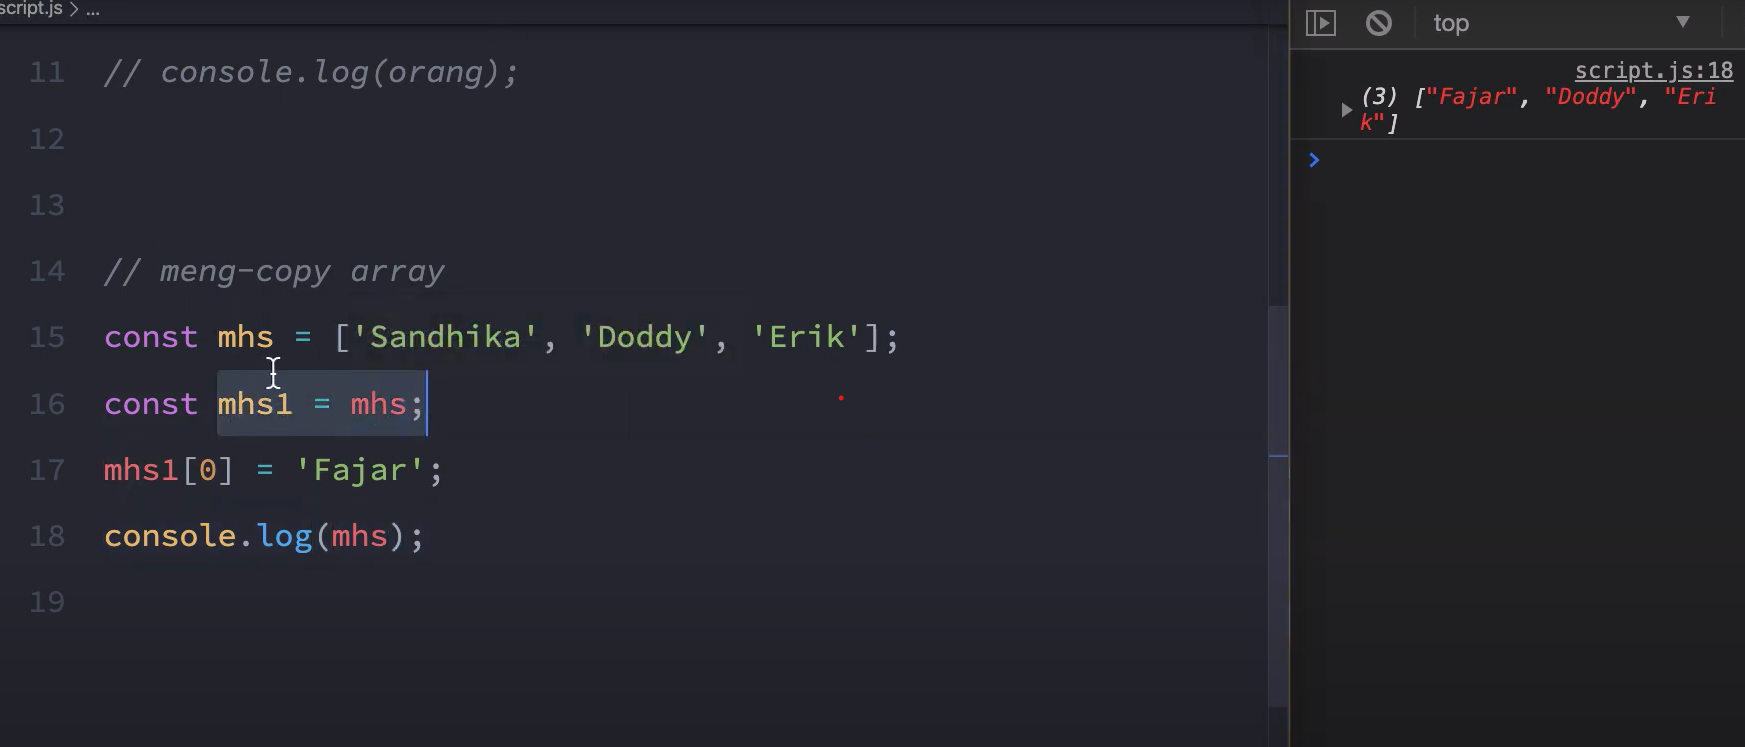 script.js > ...
11 // console.log(orang);
12
13
14 // meng-copy array
15 const mhs = ['Sandhika', 'Doddy', 'Erik'];
16 const mhs1 = mhs;
17 mhs1[0] = 'Fajar';
18 console.log(mhs);
19
top
script.js:18
(3) ["Fajar", "Doddy", "Eri
k"]